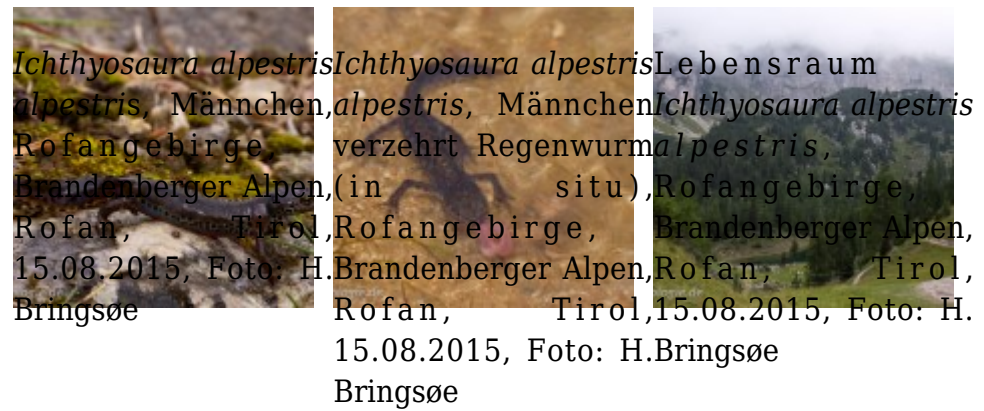 Ichthyosaura alpestris
alpestris, Männchen,
Rofangebirge,
Brandenberger Alpen,
Rofan, Tirol,
15.08.2015, Foto: H.
Bringsøe
Ichthyosaura alpestris
alpestris, Männchen
verzehrt Regenwurm
(in situ),
Rofangebirge,
Brandenberger Alpen,
Rofan, Tirol,
15.08.2015, Foto: H.
Bringsøe
Lebensraum
Ichthyosaura alpestris
alpestris,
Rofangebirge,
Brandenberger Alpen,
Rofan, Tirol,
15.08.2015, Foto: H.
Bringsøe